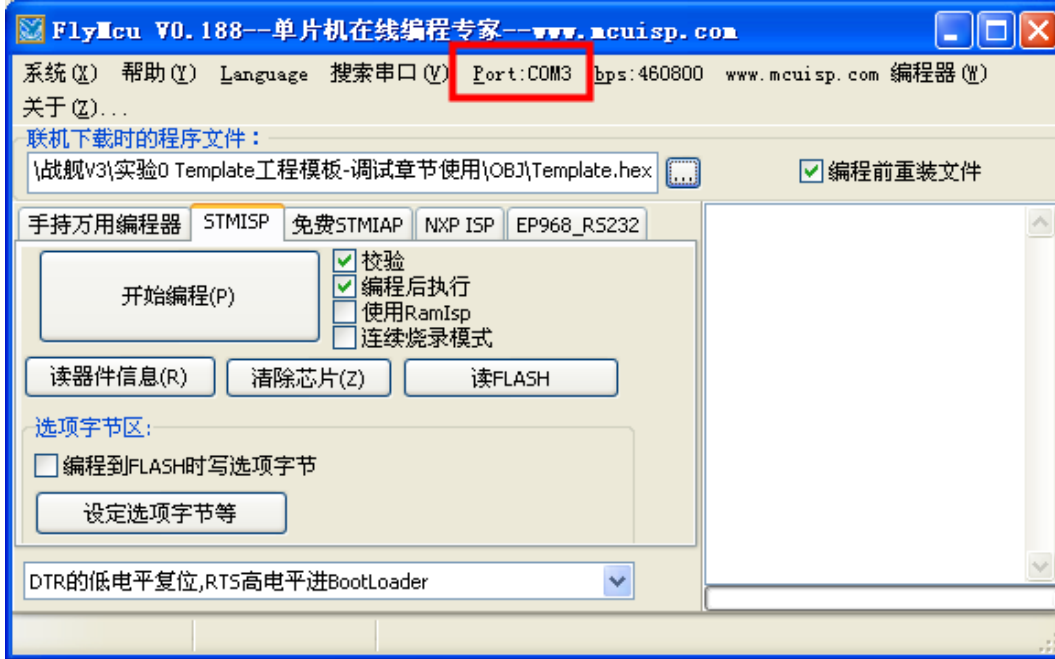 FlyMcu V0.188--单片机在线编程专家--www.mcuisp.com
系统(X) 帮助(Y) Language 搜索串口(V) Port:COM3 bps:460800 www.mcuisp.com 编程器(W)
关于(Z)...
联机下载时的程序文件：
\战舰V3\实验0 Template工程模板-调试章节使用\OBJ\Template.hex ... 编程前重装文件
手持万用编程器 STMISP 免费STMIAP NXP ISP EP968_RS232
开始编程(P)
校验
编程后执行
使用RamIsp
连续烧录模式
读器件信息(R) 清除芯片(Z) 读FLASH
选项字节区:
编程到FLASH时写选项字节
设定选项字节等
DTR的低电平复位,RTS高电平进BootLoader